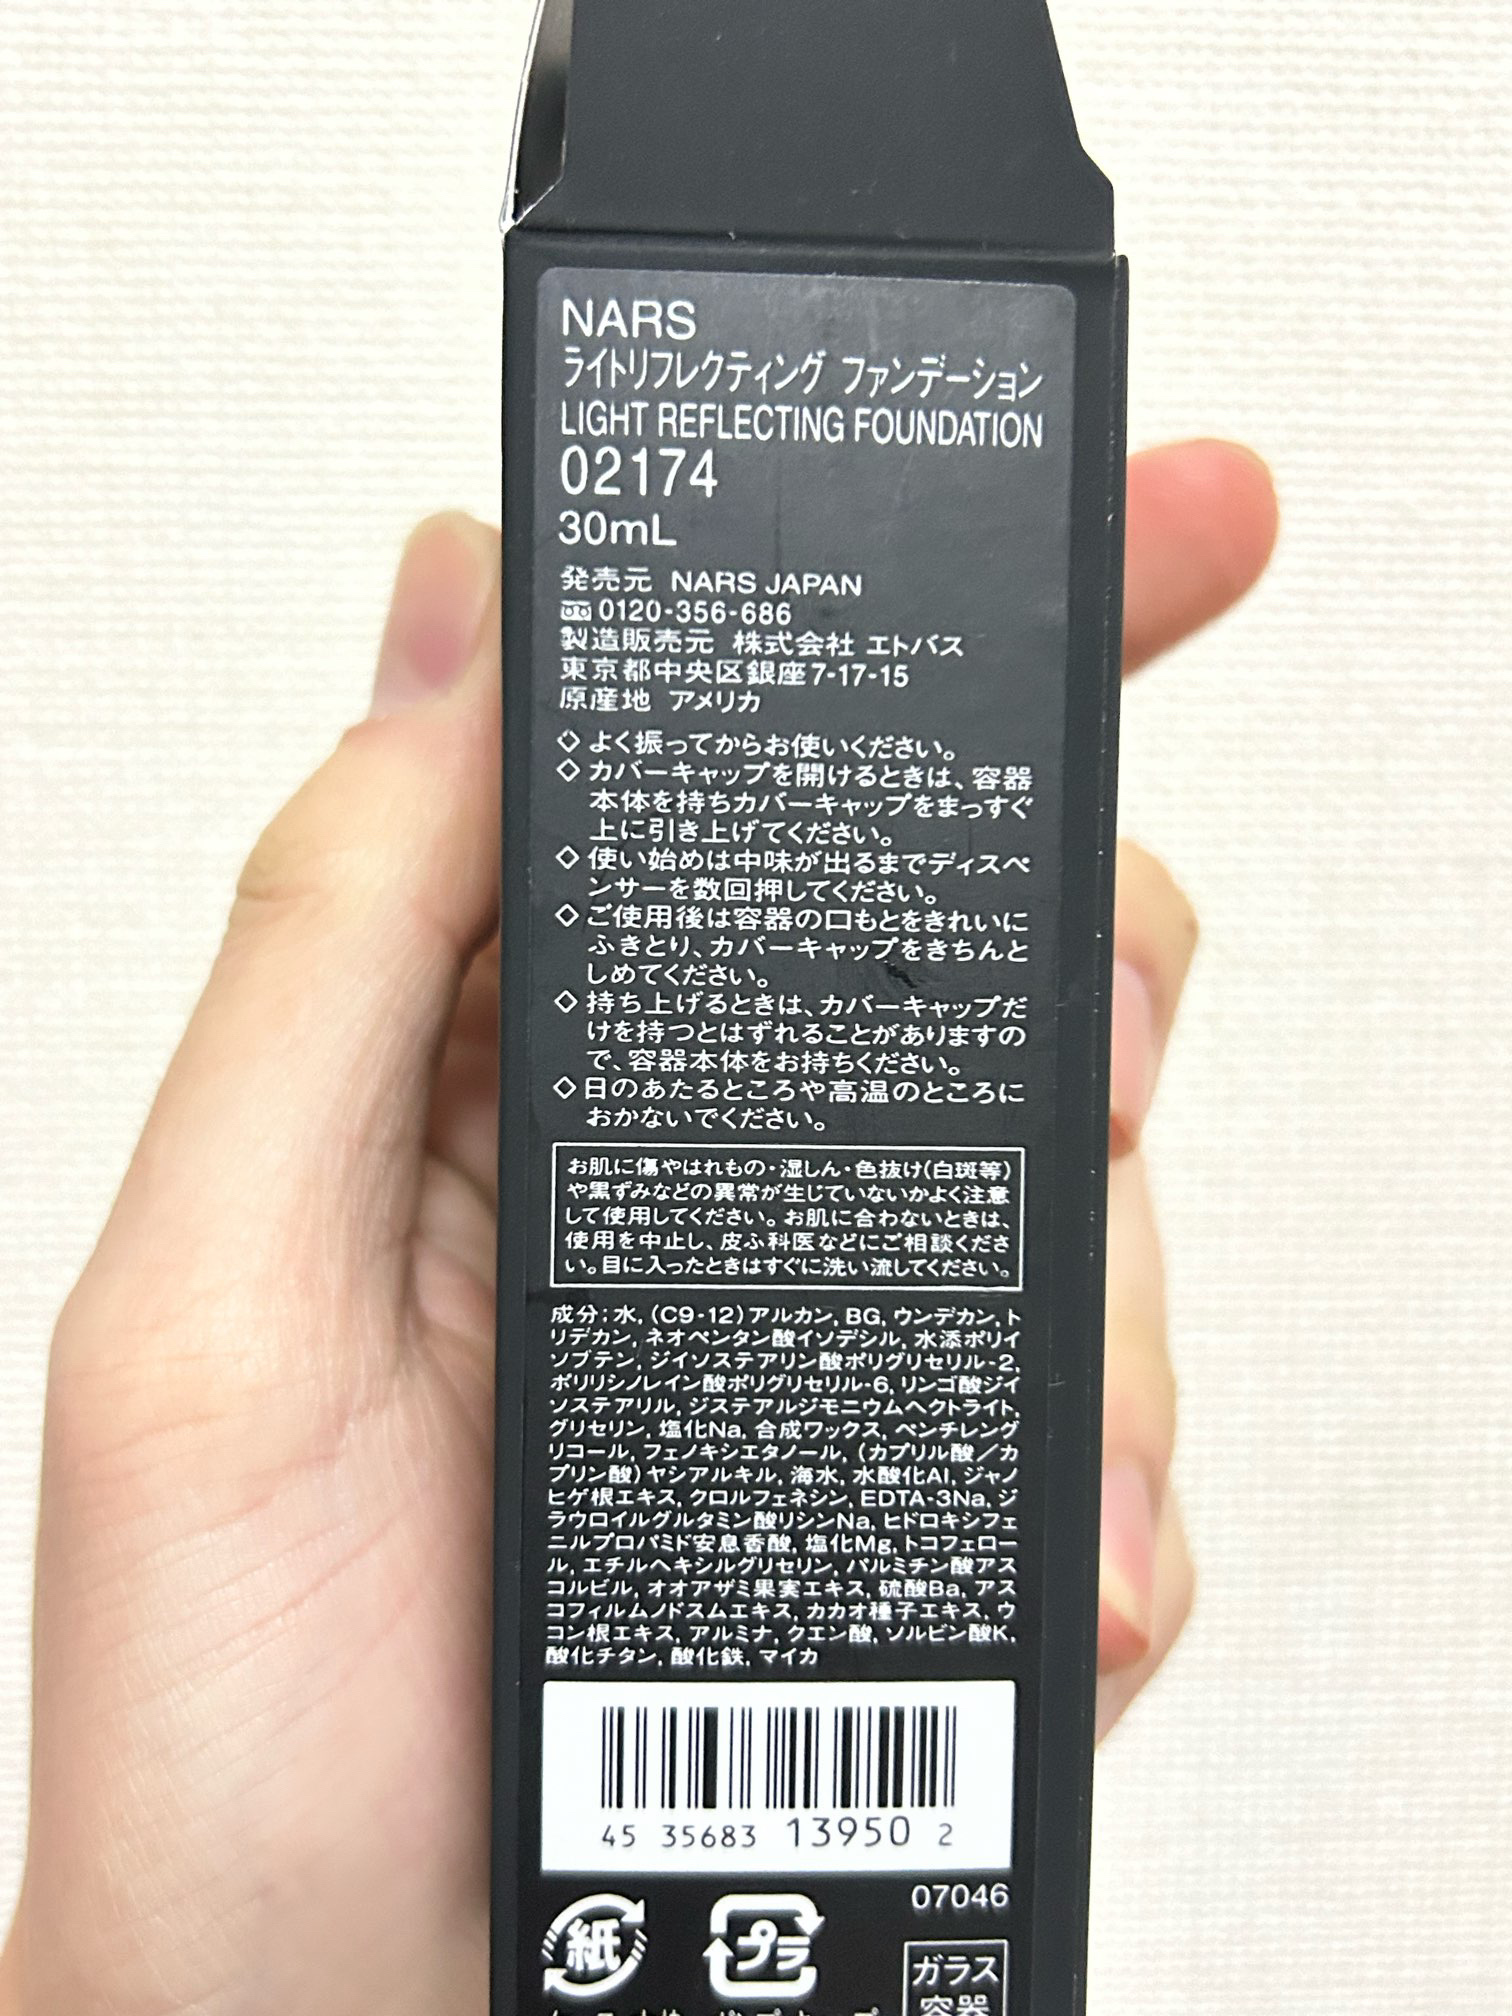 NARS
ライトリフレクティング ファンデーション
LIGHT REFLECTING FOUNDATION
02174
30mL
発売元 NARS JAPAN
0120-356-686
製造販売元 株式会社 エトバス
東京都中央区銀座7-17-15
原産地 アメリカ
◇よく振ってからお使いください。
◇カバーキャップを開けるときは、容器
本体を持ちカバーキャップをまっすぐ
上に引き上げてください。
◇使い始めは中味が出るまでディスペ
ンサーを数回押してください。
◇ご使用後は容器の口もとをきれいに
ふきとり、カバーキャップをきちんと
しめてください。
◇持ち上げるときは、カバーキャップだ
けを持つとはずれることがありますの
で、容器本体をお持ちください。
◇日のあたるところや高温のところに
おかないでください。
お肌に傷やはれもの・湿しん・色抜け(白斑等)
や黒ずみなどの異常が生じていないかよく注意
して使用してください。お肌に合わないときは、
使用を中止し、皮ふ科医などにご相談くださ
い。目に入ったときはすぐに洗い流してください。
成分：水, (C9-12)アルカン, BG, ウンデカン, ト
リデカン, ネオペンタン酸イソデシル, 水添ポリイ
ソブテン, ジイソステアリン酸ポリグリセリル-2,
ポリリシノレイン酸ポリグリセリル-6, リンゴ酸ジイ
ソステアリル, ジステアルジモニウムヘクトライト,
グリセリン, 塩化Na, 合成ワックス, ペンチレング
リコール, フェノキシエタノール, (カプリル酸／カ
プリン酸)ヤシアルキル, 海水, 水酸化Al, ジャノ
ヒゲ根エキス, クロルフェネシン, EDTA-3Na, ジ
ラウロイルグルタミン酸リシンNa, ヒドロキシフェ
ニルプロパミド安息香酸, 塩化Mg, トコフェロー
ル, エチルヘキシルグリセリン, パルミチン酸アス
コルビル, オオアザミ果実エキス, 硫酸Ba, アス
コフィルムノドスムエキス, カカオ種子エキス, ウ
コン根エキス, アルミナ, クエン酸, ソルビン酸K,
酸化チタン, 酸化鉄, マイカ
45 35683 13950 2
07046
紙 プラ
ガラス
容器